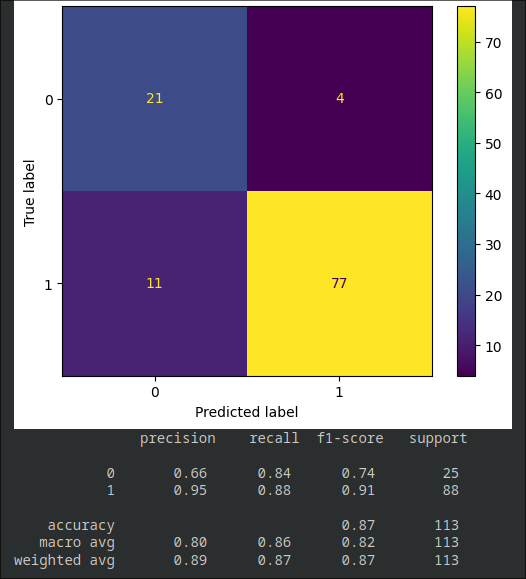 70
0 21 4
60
50
True label
40
30
1 11 77
20
10
0 1
Predicted label
precision recall f1-score support
0 0.66 0.84 0.74 25
1 0.95 0.88 0.91 88
accuracy 0.87 113
macro avg 0.80 0.86 0.82 113
weighted avg 0.89 0.87 0.87 113